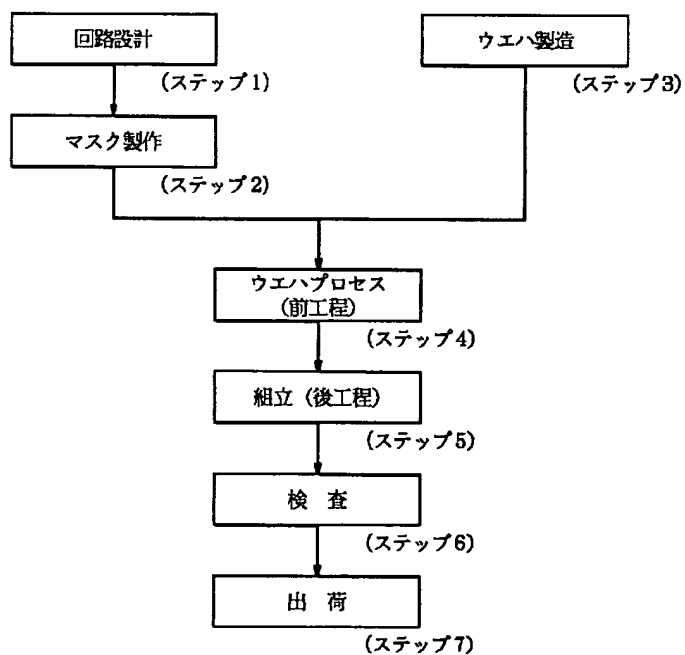 回路設計
(ステップ1)
ウエハ製造
(ステップ3)
マスク製作
(ステップ2)
ウエハプロセス
(前工程)
(ステップ4)
組立(後工程)
(ステップ5)
検 査
(ステップ6)
出 荷
(ステップ7)